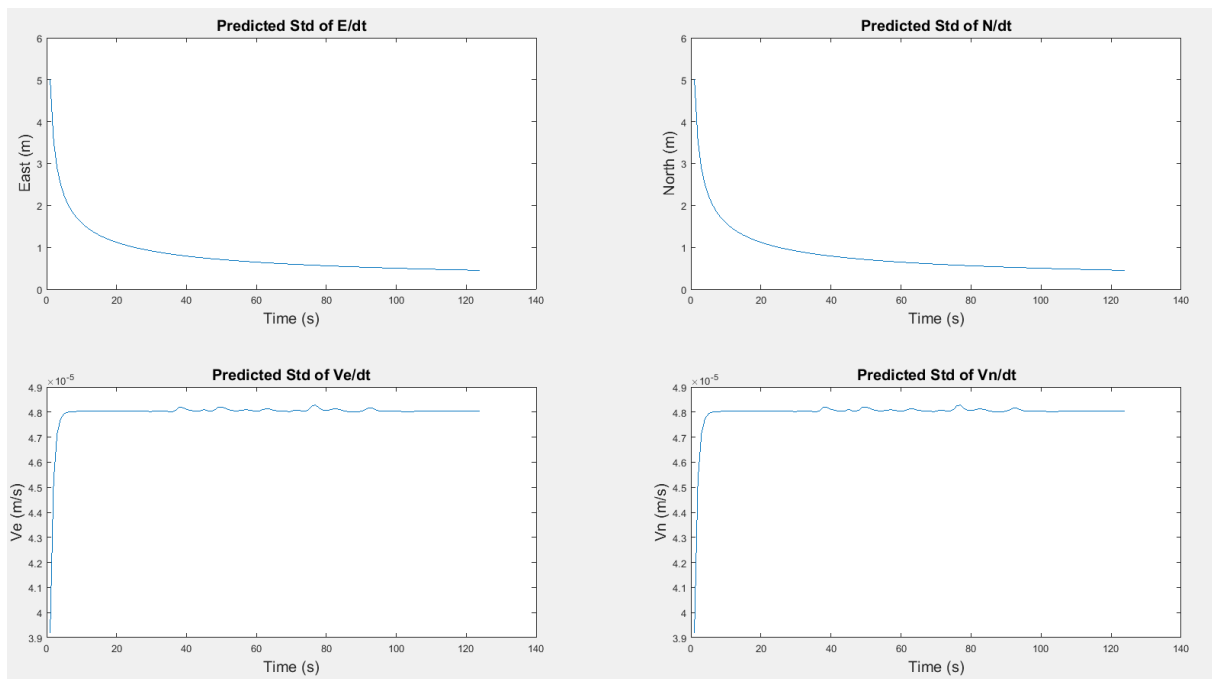 Predicted Std of E/dt
6
5
4
3
2
1
0
East (m)
0 20 40 60 80 100 120 140
Time (s)
Predicted Std of N/dt
6
5
4
3
2
1
0
North (m)
0 20 40 60 80 100 120 140
Time (s)
Predicted Std of Ve/dt
×10⁻⁵
4.9
4.8
4.7
4.6
4.5
4.4
4.3
4.2
4.1
4
3.9
Ve (m/s)
0 20 40 60 80 100 120 140
Time (s)
Predicted Std of Vn/dt
×10⁻⁵
4.9
4.8
4.7
4.6
4.5
4.4
4.3
4.2
4.1
4
3.9
Vn (m/s)
0 20 40 60 80 100 120 140
Time (s)